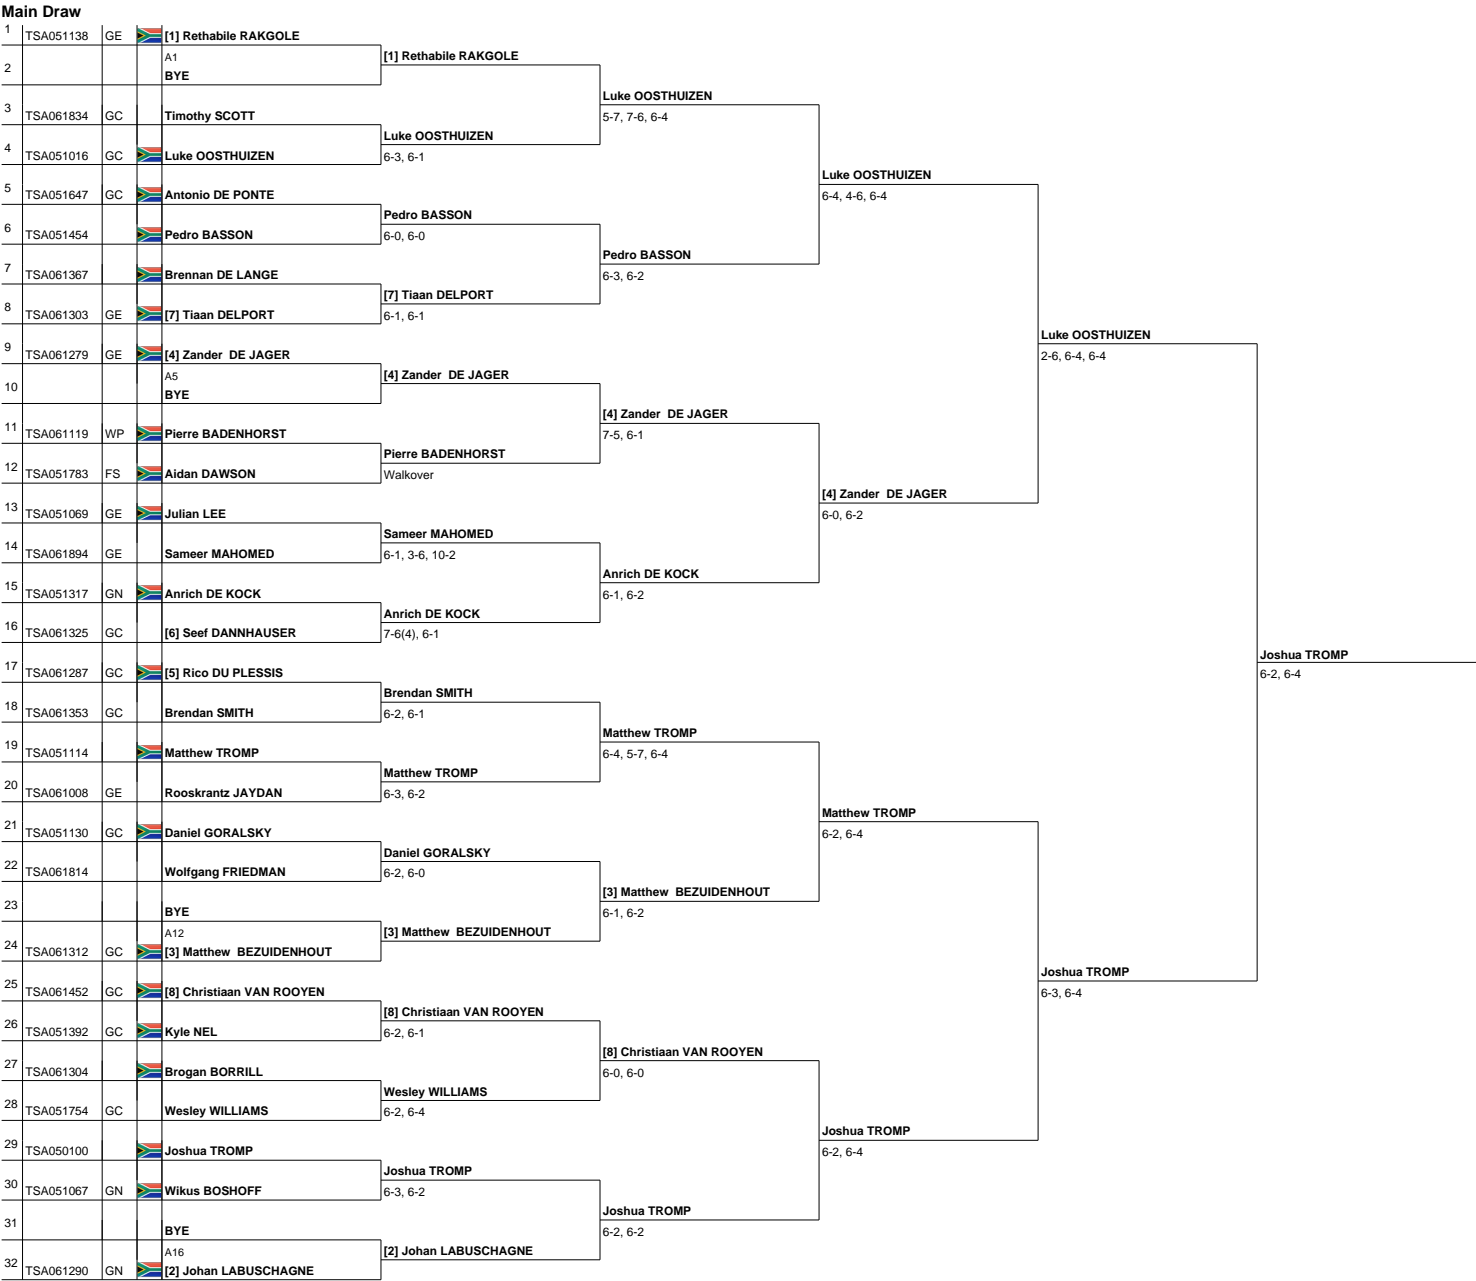 Main Draw
1 TSA051138 GE [1] Rethabile RAKGOLE
A1 [1] Rethabile RAKGOLE
2 BYE
Luke OOSTHUIZEN
3 TSA061834 GC Timothy SCOTT 5-7, 7-6, 6-4
Luke OOSTHUIZEN
4 TSA051016 GC Luke OOSTHUIZEN 6-3, 6-1
Luke OOSTHUIZEN
5 TSA051647 GC Antonio DE PONTE 6-4, 4-6, 6-4
Pedro BASSON
6 TSA051454 Pedro BASSON 6-0, 6-0
Pedro BASSON
7 TSA061367 Brennan DE LANGE 6-3, 6-2
[7] Tiaan DELPORT
8 TSA061303 GE [7] Tiaan DELPORT 6-1, 6-1
Luke OOSTHUIZEN
9 TSA061279 GE [4] Zander DE JAGER 2-6, 6-4, 6-4
A5 [4] Zander DE JAGER
10 BYE
[4] Zander DE JAGER
11 TSA061119 WP Pierre BADENHORST 7-5, 6-1
Pierre BADENHORST
12 TSA051783 FS Aidan DAWSON Walkover
[4] Zander DE JAGER
13 TSA051069 GE Julian LEE 6-0, 6-2
Sameer MAHOMED
14 TSA061894 GE Sameer MAHOMED 6-1, 3-6, 10-2
Anrich DE KOCK
15 TSA051317 GN Anrich DE KOCK 6-1, 6-2
Anrich DE KOCK
16 TSA061325 GC [6] Seef DANNHAUSER 7-6(4), 6-1
Joshua TROMP
17 TSA061287 GC [5] Rico DU PLESSIS 6-2, 6-4
Brendan SMITH
18 TSA061353 GC Brendan SMITH 6-2, 6-1
Matthew TROMP
19 TSA051114 Matthew TROMP 6-4, 5-7, 6-4
Matthew TROMP
20 TSA061008 GE Rooskrantz JAYDAN 6-3, 6-2
Matthew TROMP
21 TSA051130 GC Daniel GORALSKY 6-2, 6-4
Daniel GORALSKY
22 TSA061814 Wolfgang FRIEDMAN 6-2, 6-0
[3] Matthew BEZUIDENHOUT
23 BYE 6-1, 6-2
A12 [3] Matthew BEZUIDENHOUT
24 TSA061312 GC [3] Matthew BEZUIDENHOUT
Joshua TROMP
25 TSA061452 GC [8] Christiaan VAN ROOYEN 6-3, 6-4
[8] Christiaan VAN ROOYEN
26 TSA051392 GC Kyle NEL 6-2, 6-1
[8] Christiaan VAN ROOYEN
27 TSA061304 Brogan BORRILL 6-0, 6-0
Wesley WILLIAMS
28 TSA051754 GC Wesley WILLIAMS 6-2, 6-4
Joshua TROMP
29 TSA050100 Joshua TROMP 6-2, 6-4
Joshua TROMP
30 TSA051067 GN Wikus BOSHOFF 6-3, 6-2
Joshua TROMP
31 BYE 6-2, 6-2
A16 [2] Johan LABUSCHAGNE
32 TSA061290 GN [2] Johan LABUSCHAGNE